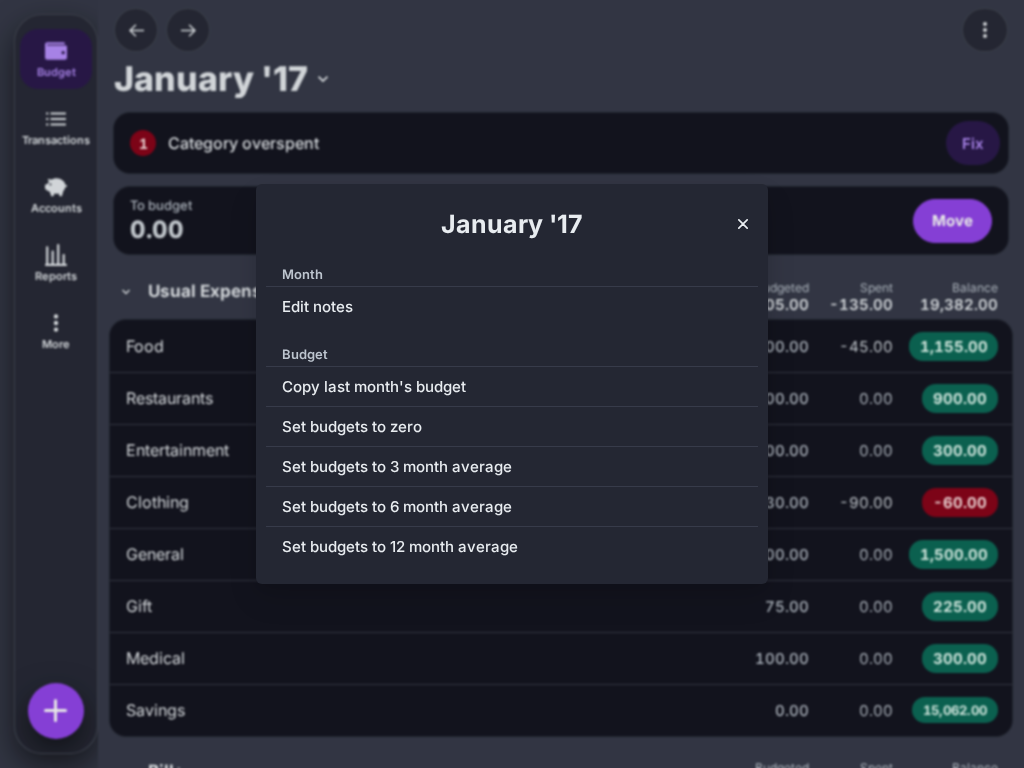 Budget
Transactions
Accounts
Reports
More
January '17
1 Category overspent Fix
To budget
0.00
Move
January '17
Month
Edit notes
Budget
Copy last month's budget
Set budgets to zero
Set budgets to 3 month average
Set budgets to 6 month average
Set budgets to 12 month average
Usual
Spent Balance
-135.00 19,382.00
Food -45.00 1,155.00
Restaurants 0.00 900.00
Entertainment 0.00 300.00
Clothing -90.00 -60.00
General 0.00 1,500.00
Gift 75.00 0.00 225.00
Medical 100.00 0.00 300.00
Savings 0.00 0.00 15,062.00